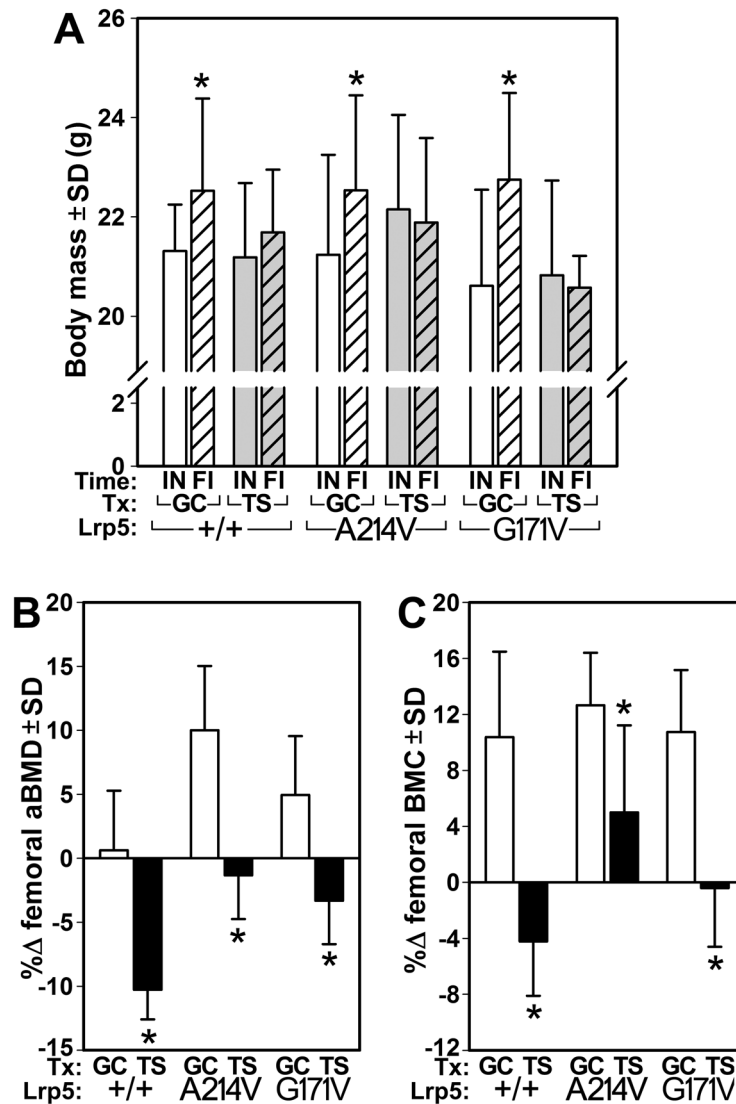 A
26
24
22
20
2
0
Body mass ± SD (g)
*
*
*
Time: IN FI IN FI IN FI IN FI IN FI IN FI
Tx: GC TS GC TS GC TS
Lrp5: +/+ A214V G171V
B
20
15
10
5
0
-5
-10
-15
%Δ femoral aBMD ± SD
*
*
*
Tx: GC TS GC TS GC TS
Lrp5: +/+ A214V G171V
C
20
16
12
8
4
0
-4
-8
-12
%Δ femoral BMC ± SD
*
*
*
Tx: GC TS GC TS GC TS
Lrp5: +/+ A214V G171V